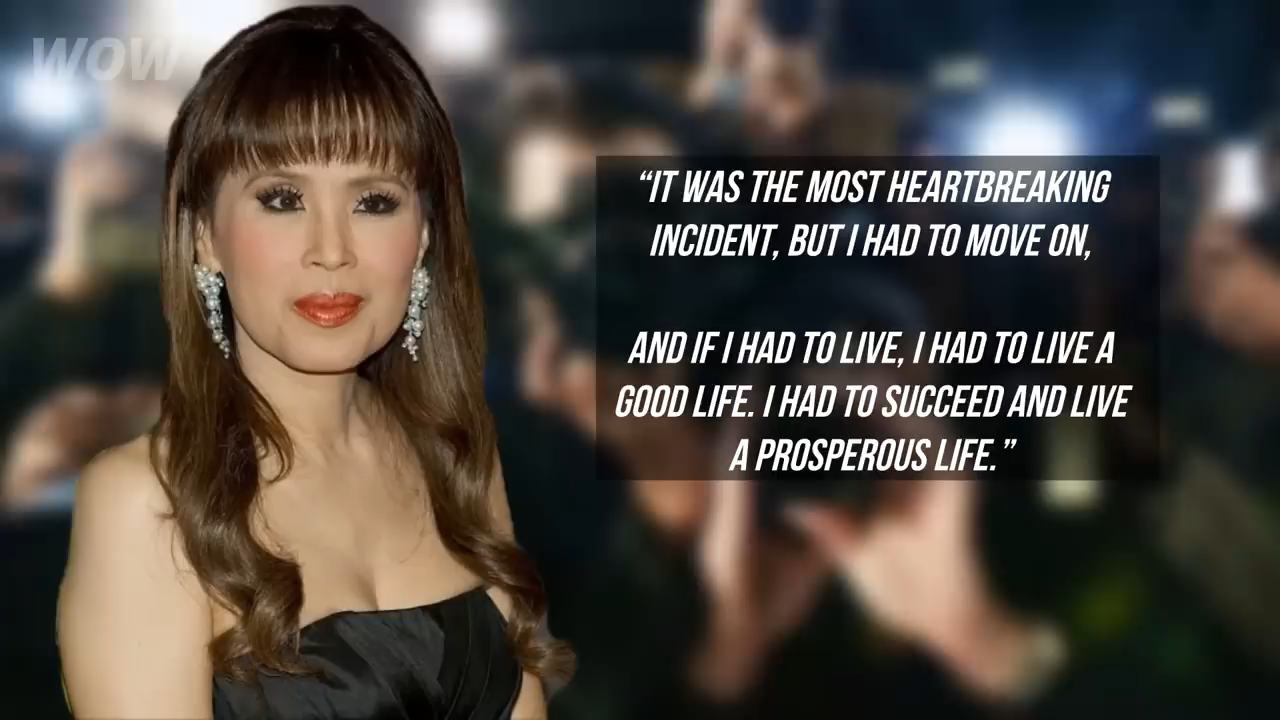 WOW
“IT WAS THE MOST HEARTBREAKING
INCIDENT, BUT I HAD TO MOVE ON,
AND IF I HAD TO LIVE, I HAD TO LIVE A
GOOD LIFE. I HAD TO SUCCEED AND LIVE
A PROSPEROUS LIFE.”